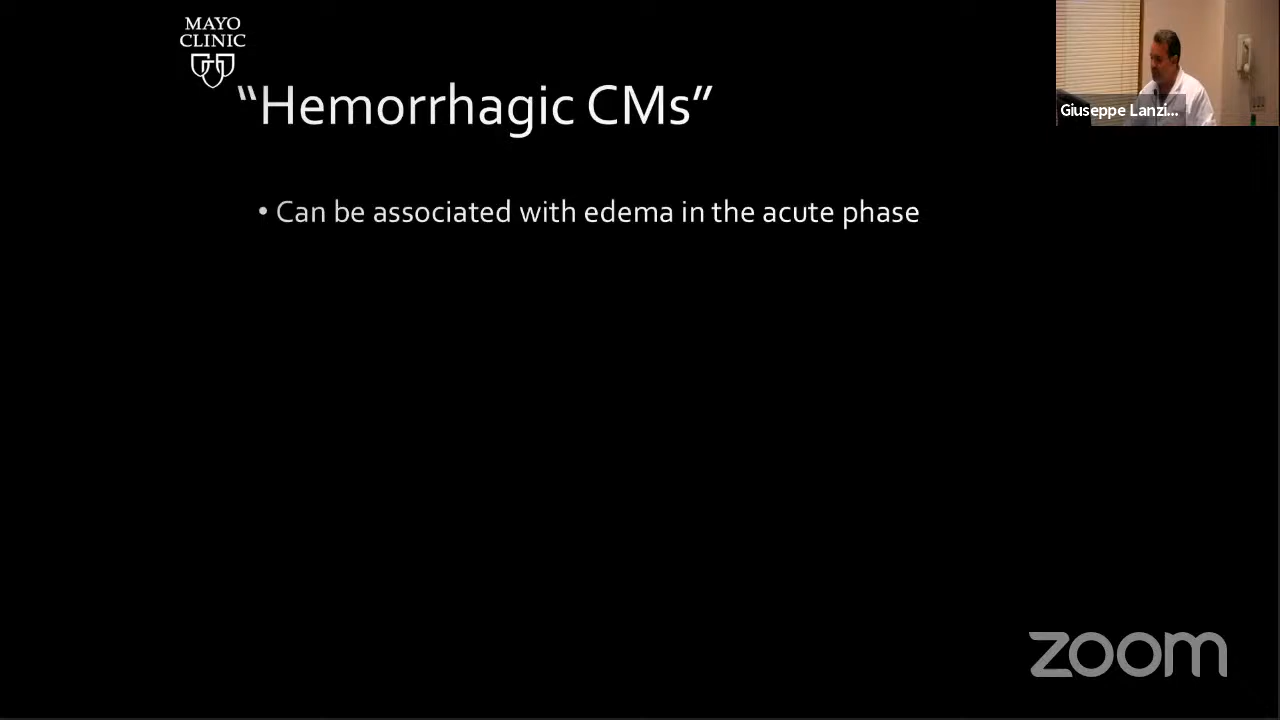 MAYO
CLINIC
“Hemorrhagic CMs”
• Can be associated with edema in the acute phase
Giuseppe Lanzi...
zoom